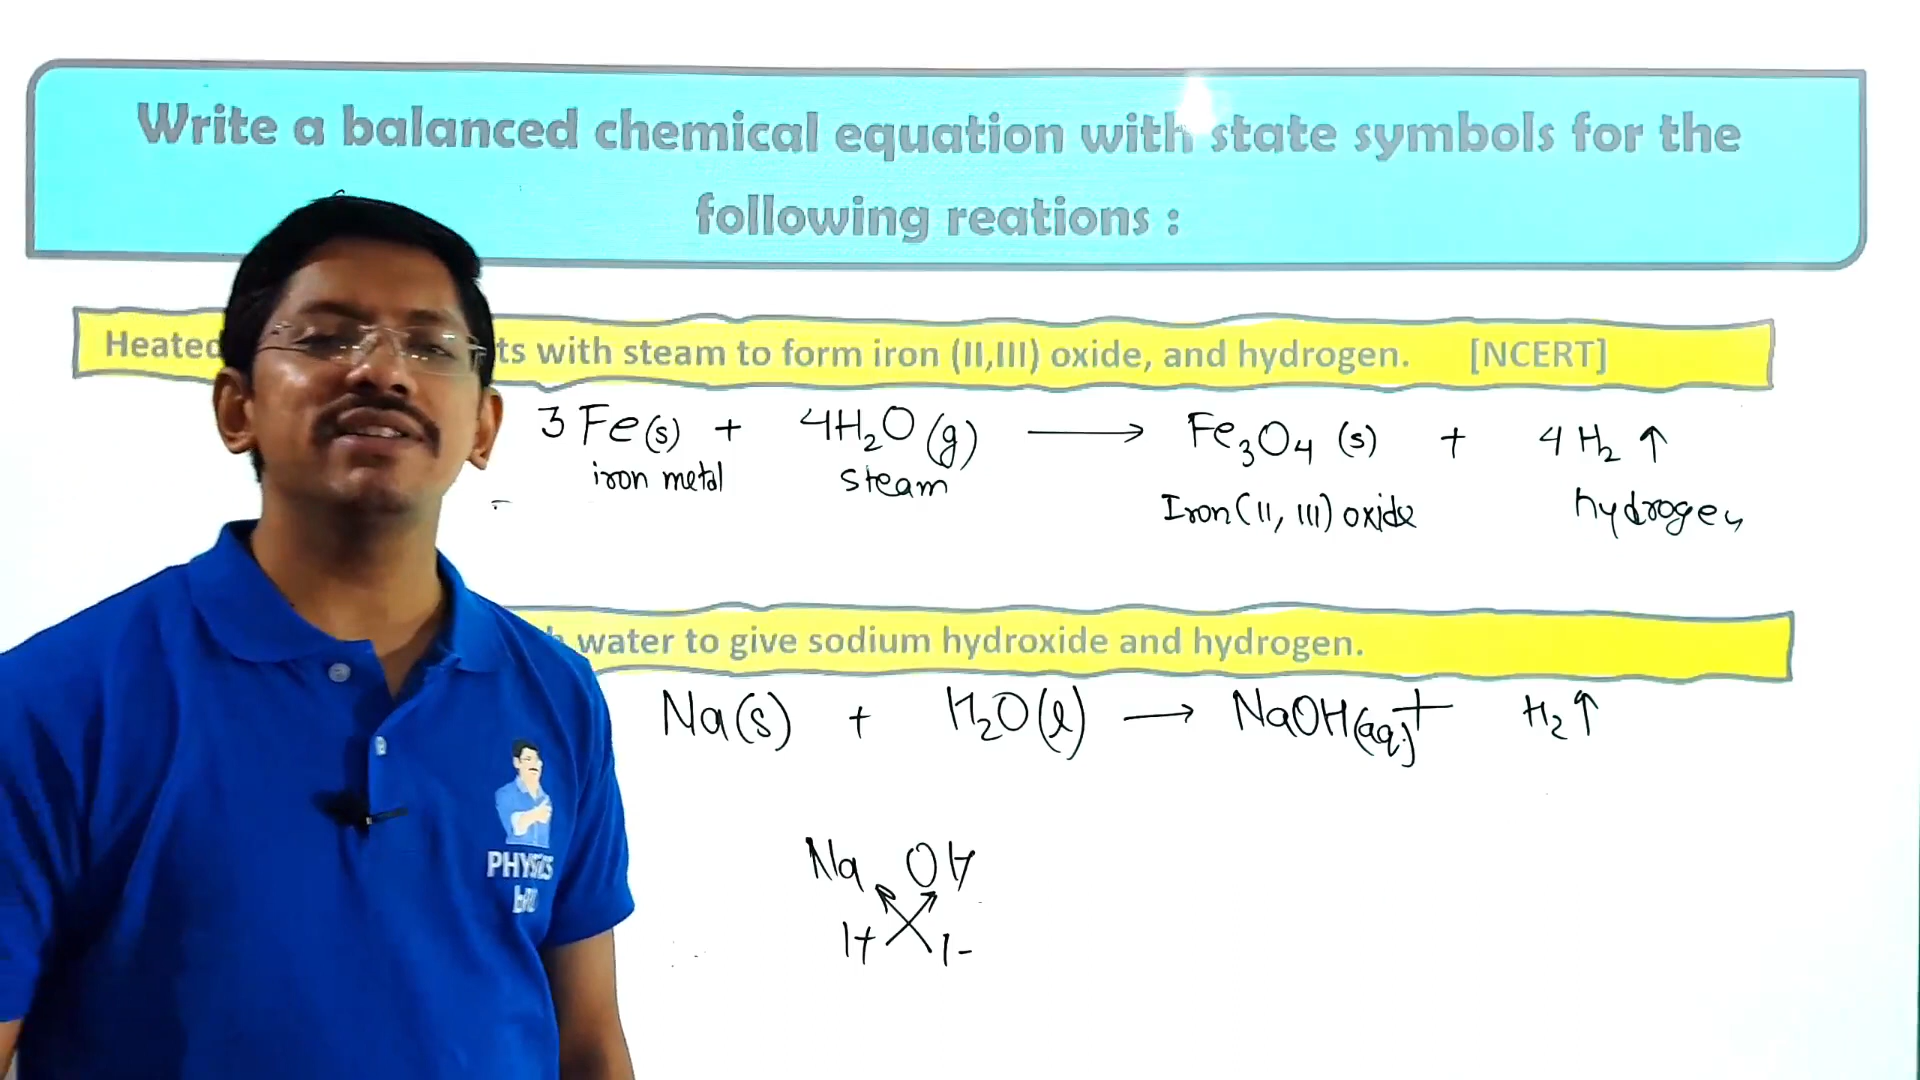 Write a balanced chemical equation with state symbols for the
following reations :
Heated ts with steam to form iron (II,III) oxide, and hydrogen. [NCERT]
3Fe(s) + 4H₂O(g) ⟶ Fe₃O₄ (s) + 4H₂ ↑
iron metal steam
Iron(II, III) oxide hydrogen
water to give sodium hydroxide and hydrogen.
Na(s) + H₂O(l) ⟶ NaOH(aq.) + H₂↑
Na OH
1+ 1-
PHYSICS